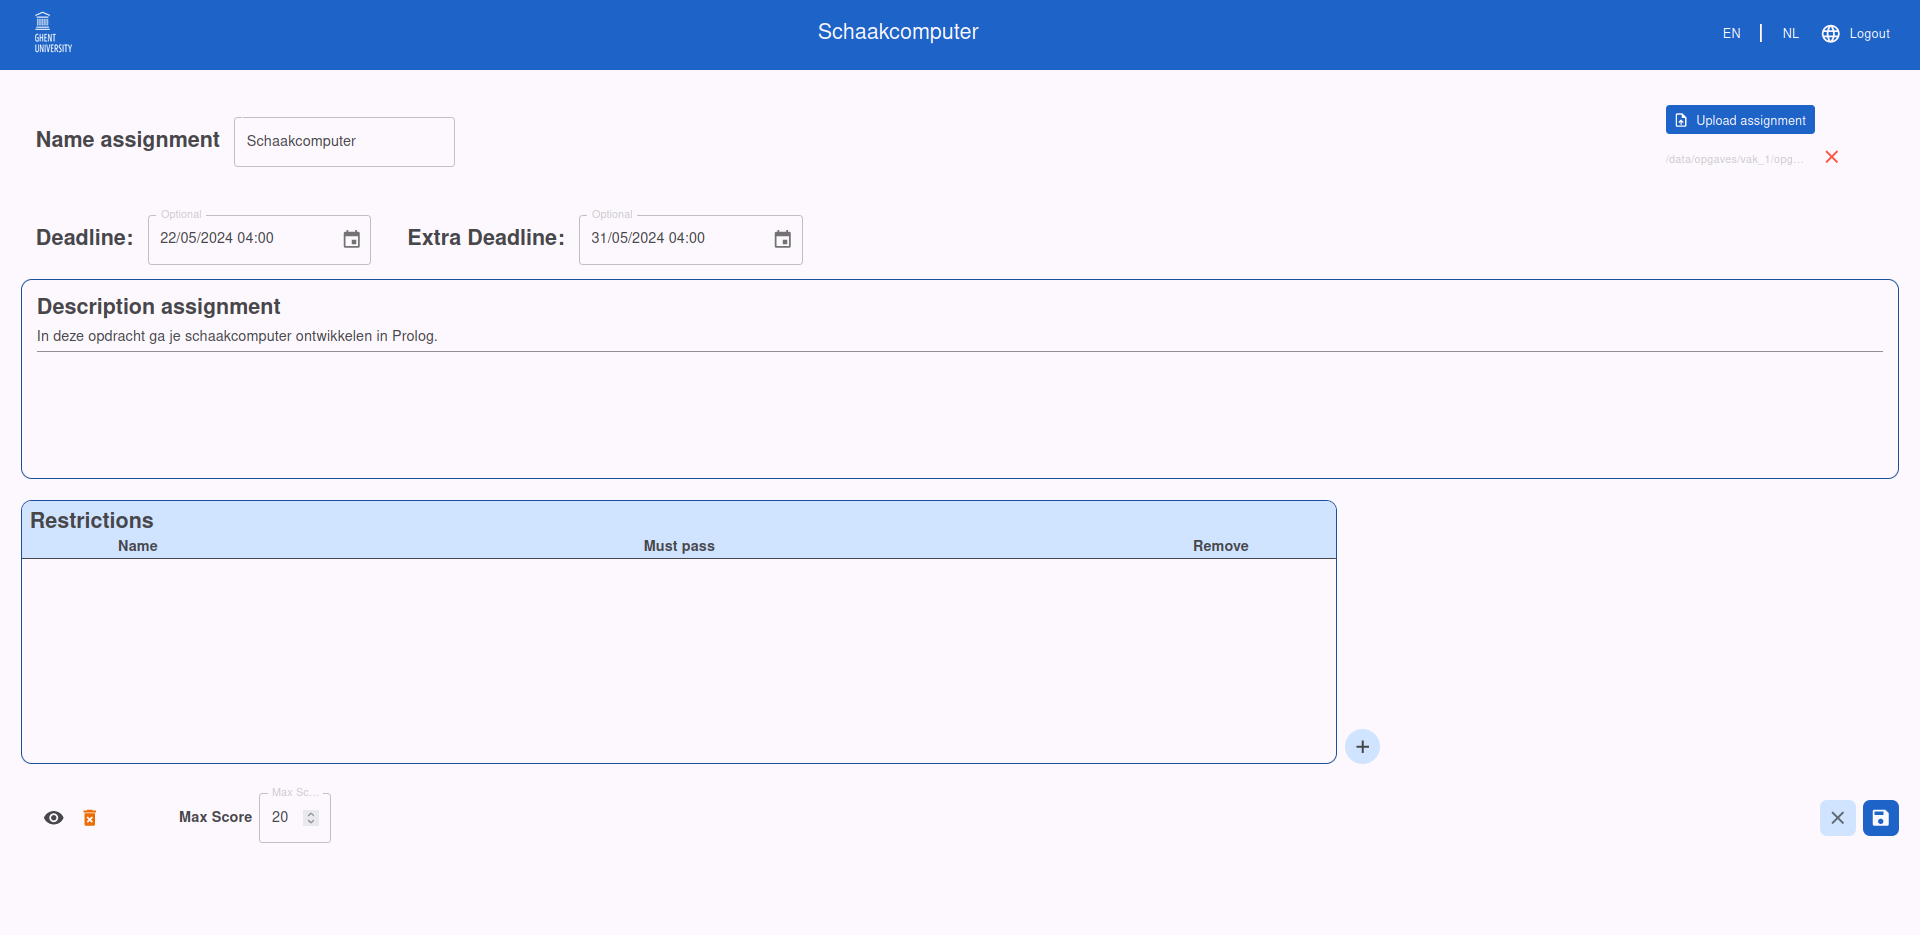 GHENT
UNIVERSITY
Schaakcomputer
EN | NL Logout
Name assignment
Schaakcomputer
Upload assignment
/data/opgaves/vak_1/opg...
Deadline:
Optional
22/05/2024 04:00
Extra Deadline:
Optional
31/05/2024 04:00
Description assignment
In deze opdracht ga je schaakcomputer ontwikkelen in Prolog.
Restrictions
Name Must pass Remove
Max Score
Max Sc...
20